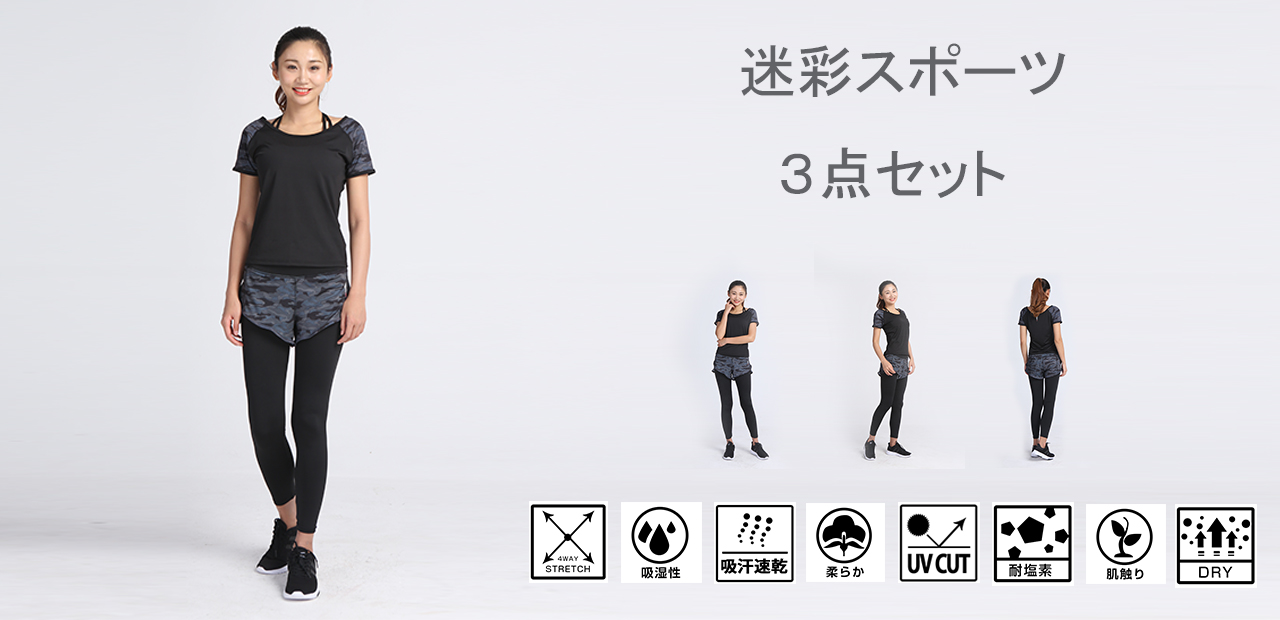 迷彩スポーツ
３点セット
4WAY
STRETCH
吸湿性
吸汗速乾
柔らか
UV CUT
耐塩素
肌触り
DRY